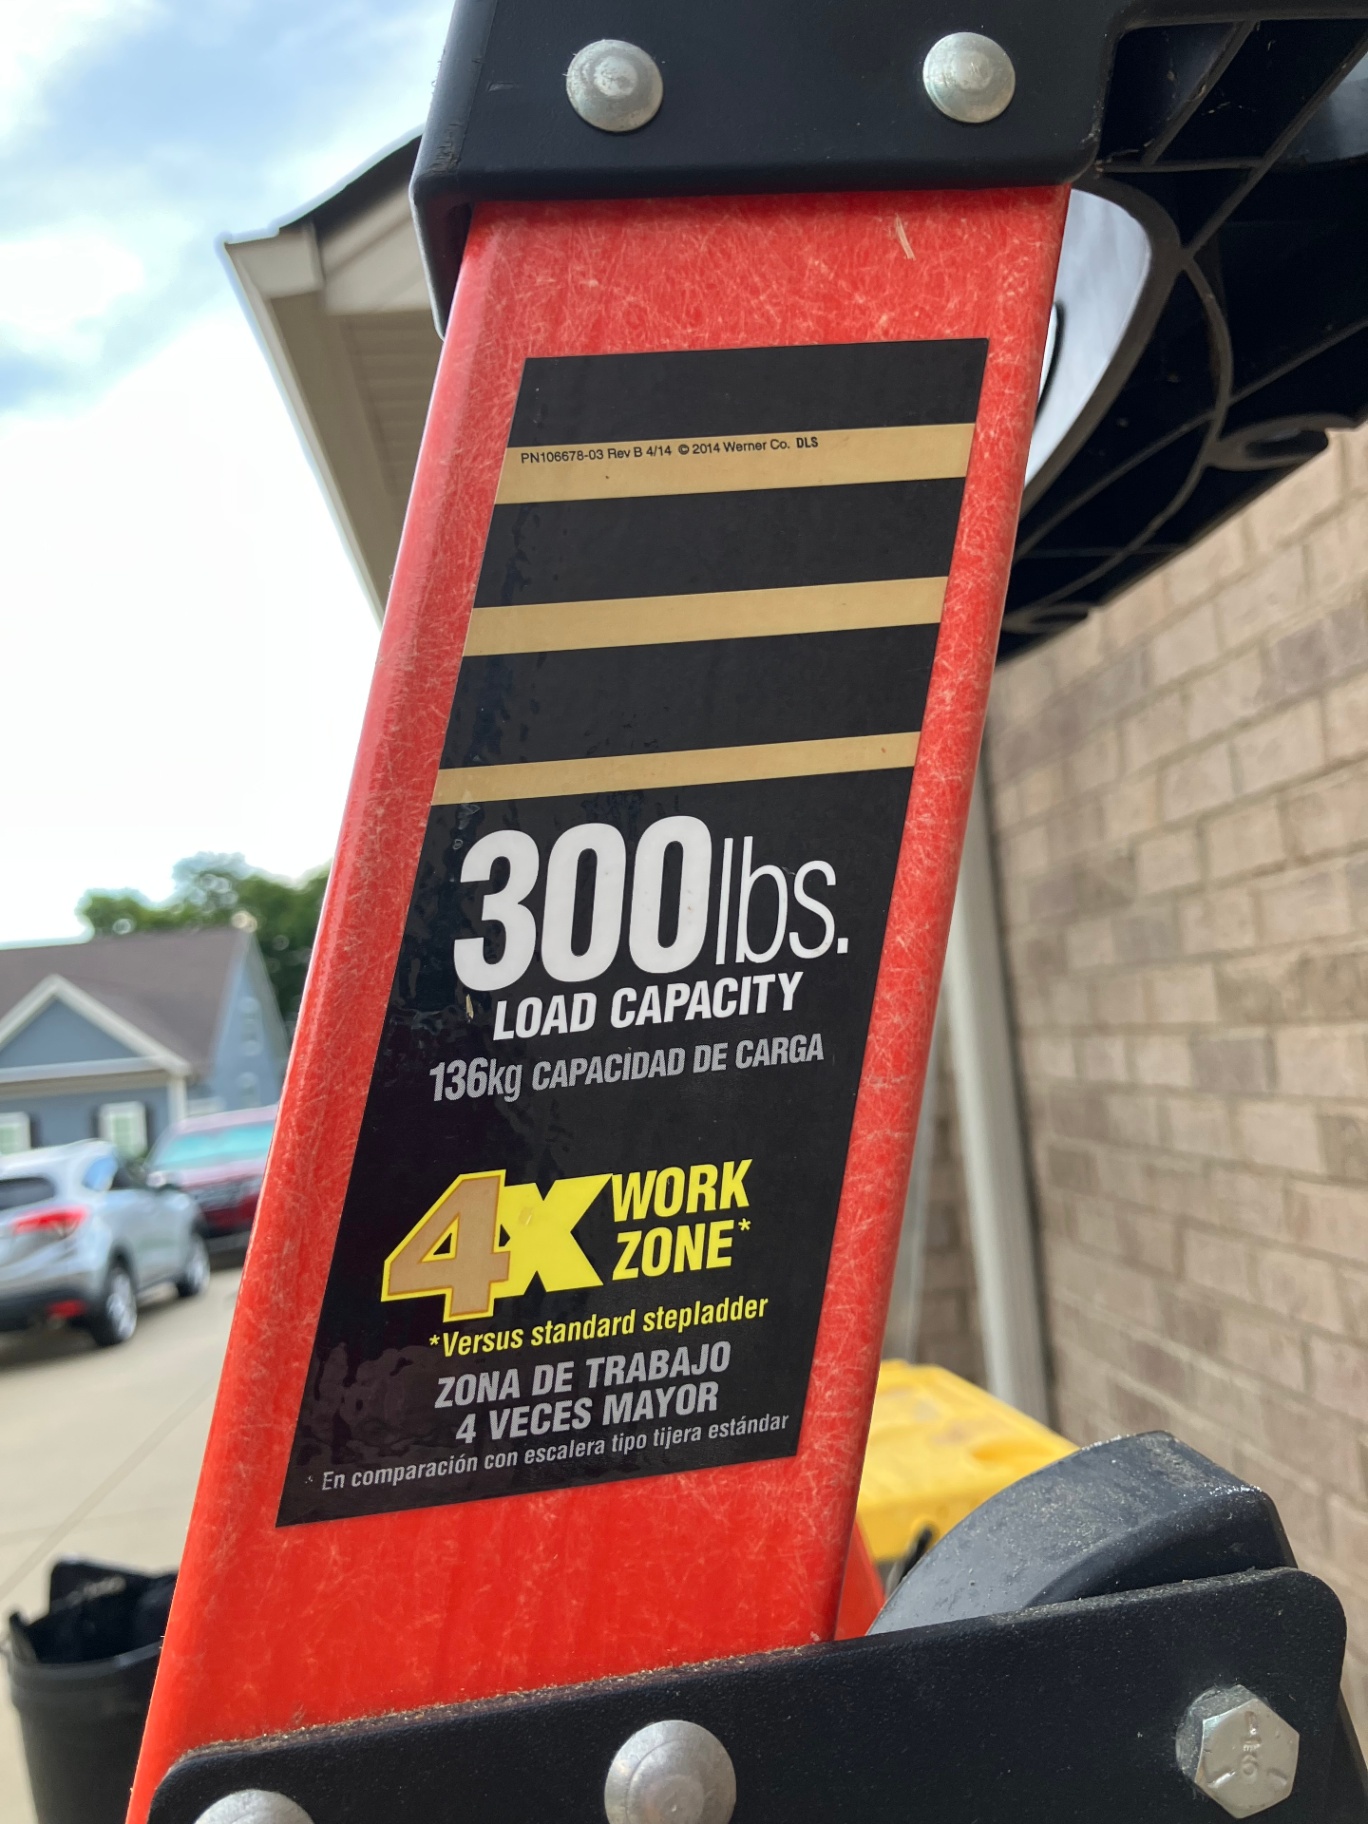 PN106678-03 Rev B 4/14 © 2014 Werner Co. DLS
300lbs.
LOAD CAPACITY
136kg CAPACIDAD DE CARGA
4X WORK
ZONE*
*Versus standard stepladder
ZONA DE TRABAJO
4 VECES MAYOR
En comparación con escalera tipo tijera estándar